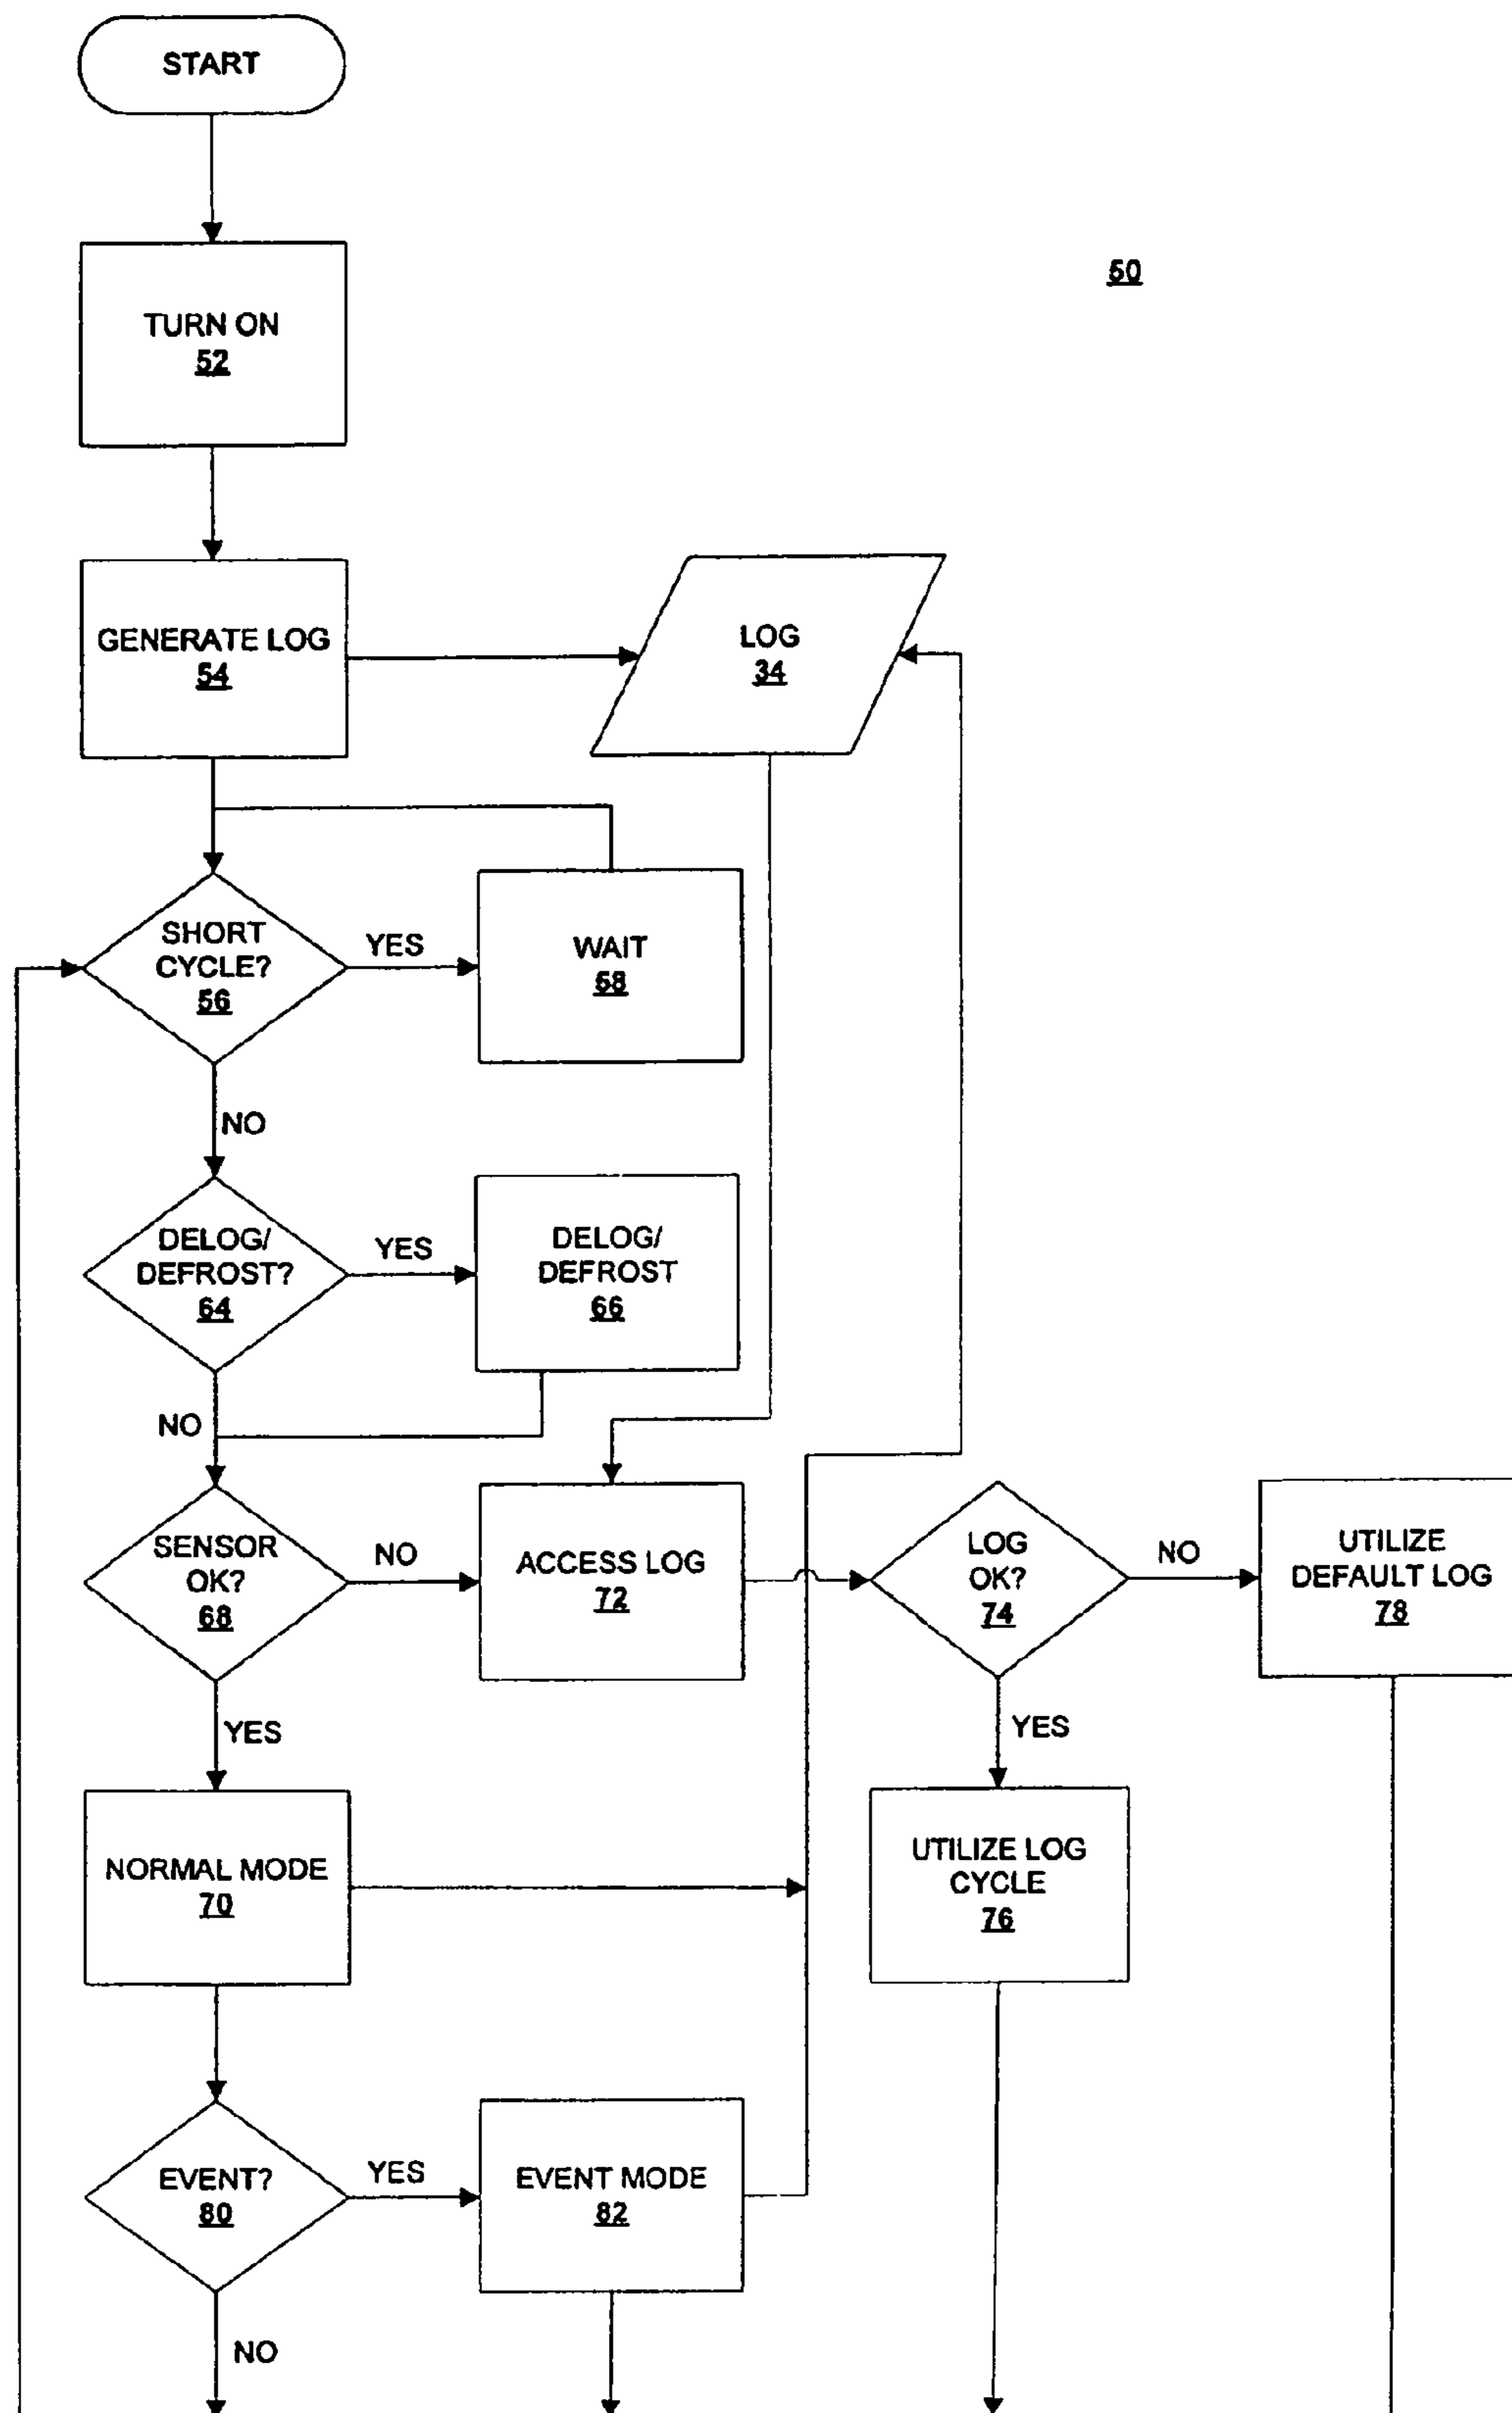 START
50
TURN ON
52
GENERATE LOG
54
LOG
34
SHORT
CYCLE?
56
YES
WAIT
58
NO
DELOG/
DEFROST?
64
YES
DELOG/
DEFROST
66
NO
SENSOR
OK?
68
NO
ACCESS LOG
72
LOG
OK?
74
NO
UTILIZE
DEFAULT LOG
78
YES
YES
NORMAL MODE
70
UTILIZE LOG
CYCLE
76
EVENT?
80
YES
EVENT MODE
82
NO